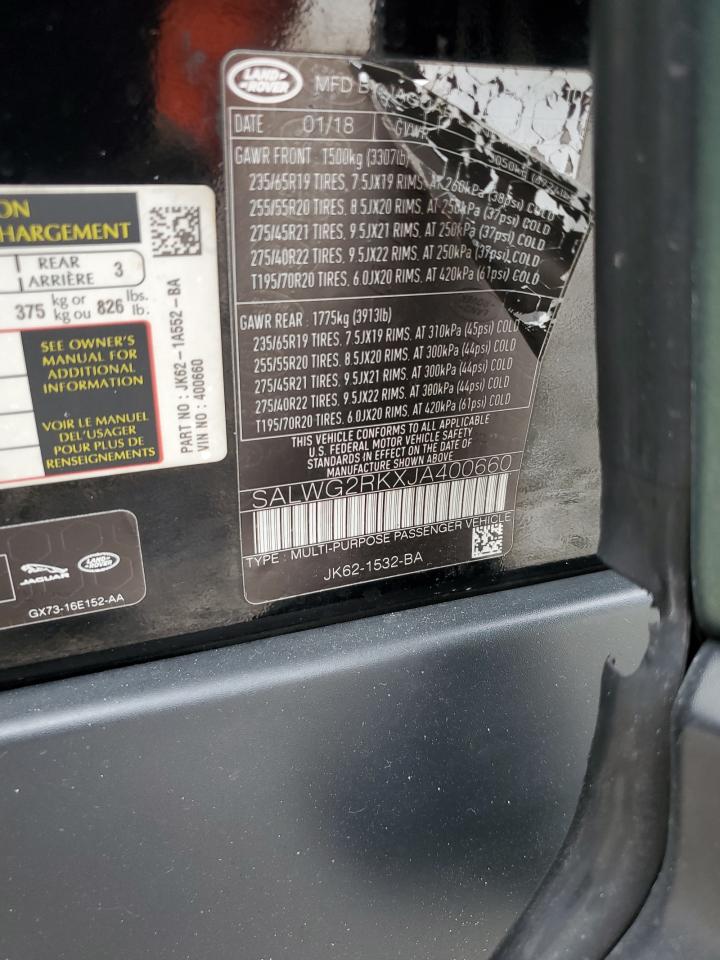 ON
HARGEMENT
REAR 3
ARRIÈRE
375 kg or 826 lbs.
kg ou lb.
SEE OWNER'S
MANUAL FOR
ADDITIONAL
INFORMATION
VOIR LE MANUEL
DEL'USAGER
POUR PLUS DE
RENSEIGNEMENTS
PART NO : JK62-1A552-BA
VIN NO : 400660
JAGUAR
LAND-
-ROVER
GX73-16E152-AA
LAND-
-ROVER
MFD
DATE 01/18 GVWR
GAWR FRONT : 1500kg (3307lb)
235/65R19 TIRES, 7.5JX19 RIMS, AT 260kPa (38psi) COLD
255/55R20 TIRES, 8.5JX20 RIMS, AT 250kPa (37psi) COLD
275/45R21 TIRES, 9.5JX21 RIMS, AT 250kPa (37psi) COLD
275/40R22 TIRES, 9.5JX22 RIMS, AT 250kPa (37psi) COLD
T195/70R20 TIRES, 6.0JX20 RIMS, AT 420kPa (61psi) COLD
GAWR REAR : 1775kg (3913lb)
235/65R19 TIRES, 7.5JX19 RIMS, AT 310kPa (45psi) COLD
255/55R20 TIRES, 8.5JX20 RIMS, AT 300kPa (44psi) COLD
275/45R21 TIRES, 9.5JX21 RIMS, AT 300kPa (44psi) COLD
275/40R22 TIRES, 9.5JX22 RIMS, AT 300kPa (44psi) COLD
T195/70R20 TIRES, 6.0JX20 RIMS, AT 420kPa (61psi) COLD
THIS VEHICLE CONFORMS TO ALL APPLICABLE
U.S. FEDERAL MOTOR VEHICLE SAFETY
STANDARDS IN EFFECT ON THE DATE OF
MANUFACTURE SHOWN ABOVE.
SALWG2RKXJA400660
TYPE : MULTI-PURPOSE PASSENGER VEHICLE
JK62-1532-BA